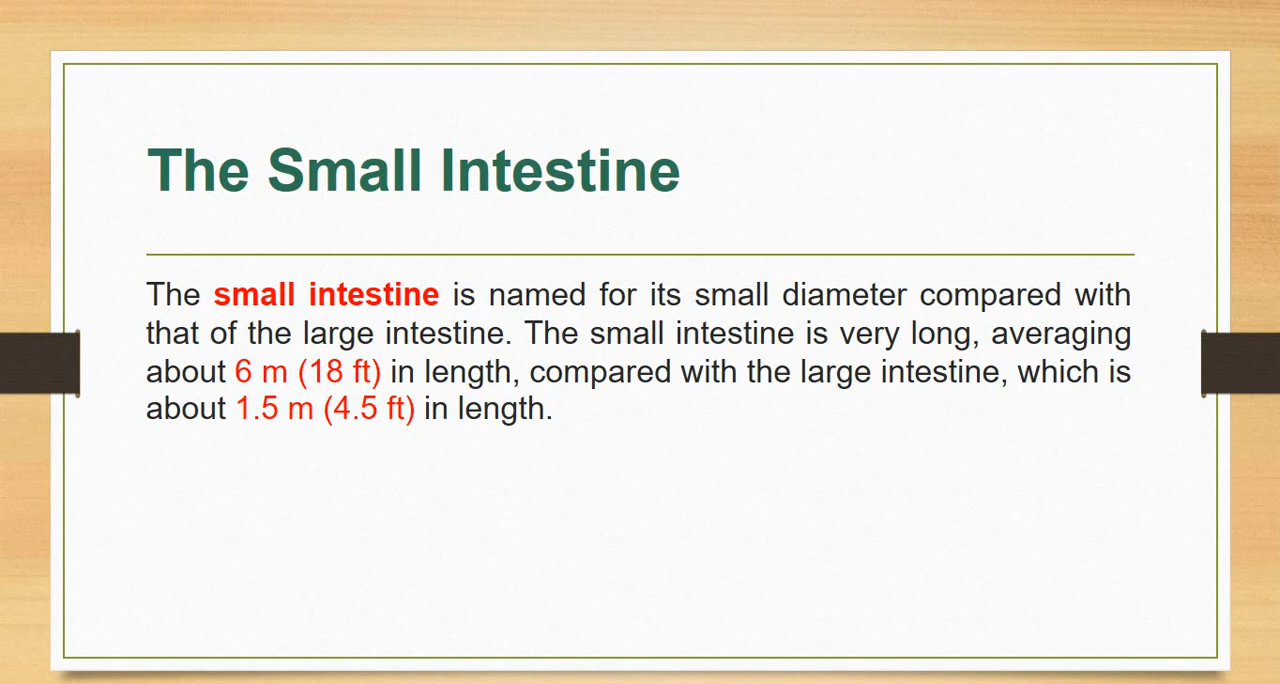 The Small Intestine
The small intestine is named for its small diameter compared with
that of the large intestine. The small intestine is very long, averaging
about 6 m (18 ft) in length, compared with the large intestine, which is
about 1.5 m (4.5 ft) in length.